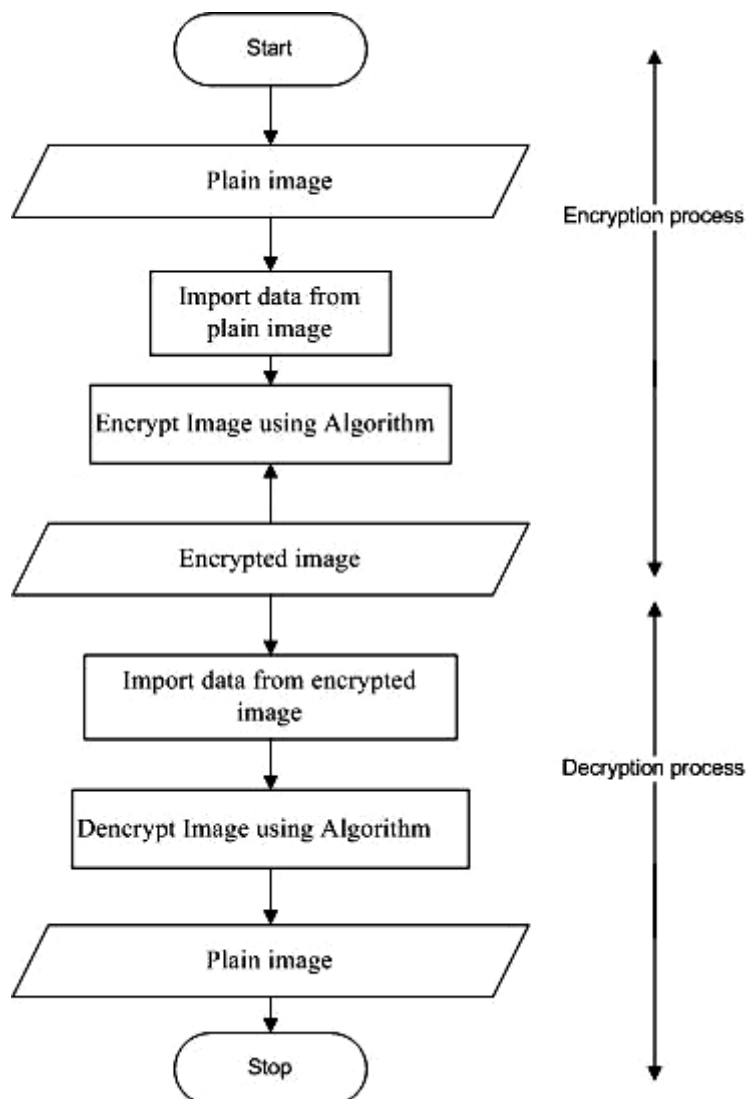 Start
Plain image
Encryption process
Import data from
plain image
Encrypt Image using Algorithm
Encrypted image
Import data from encrypted
image
Decryption process
Dencrypt Image using Algorithm
Plain image
Stop